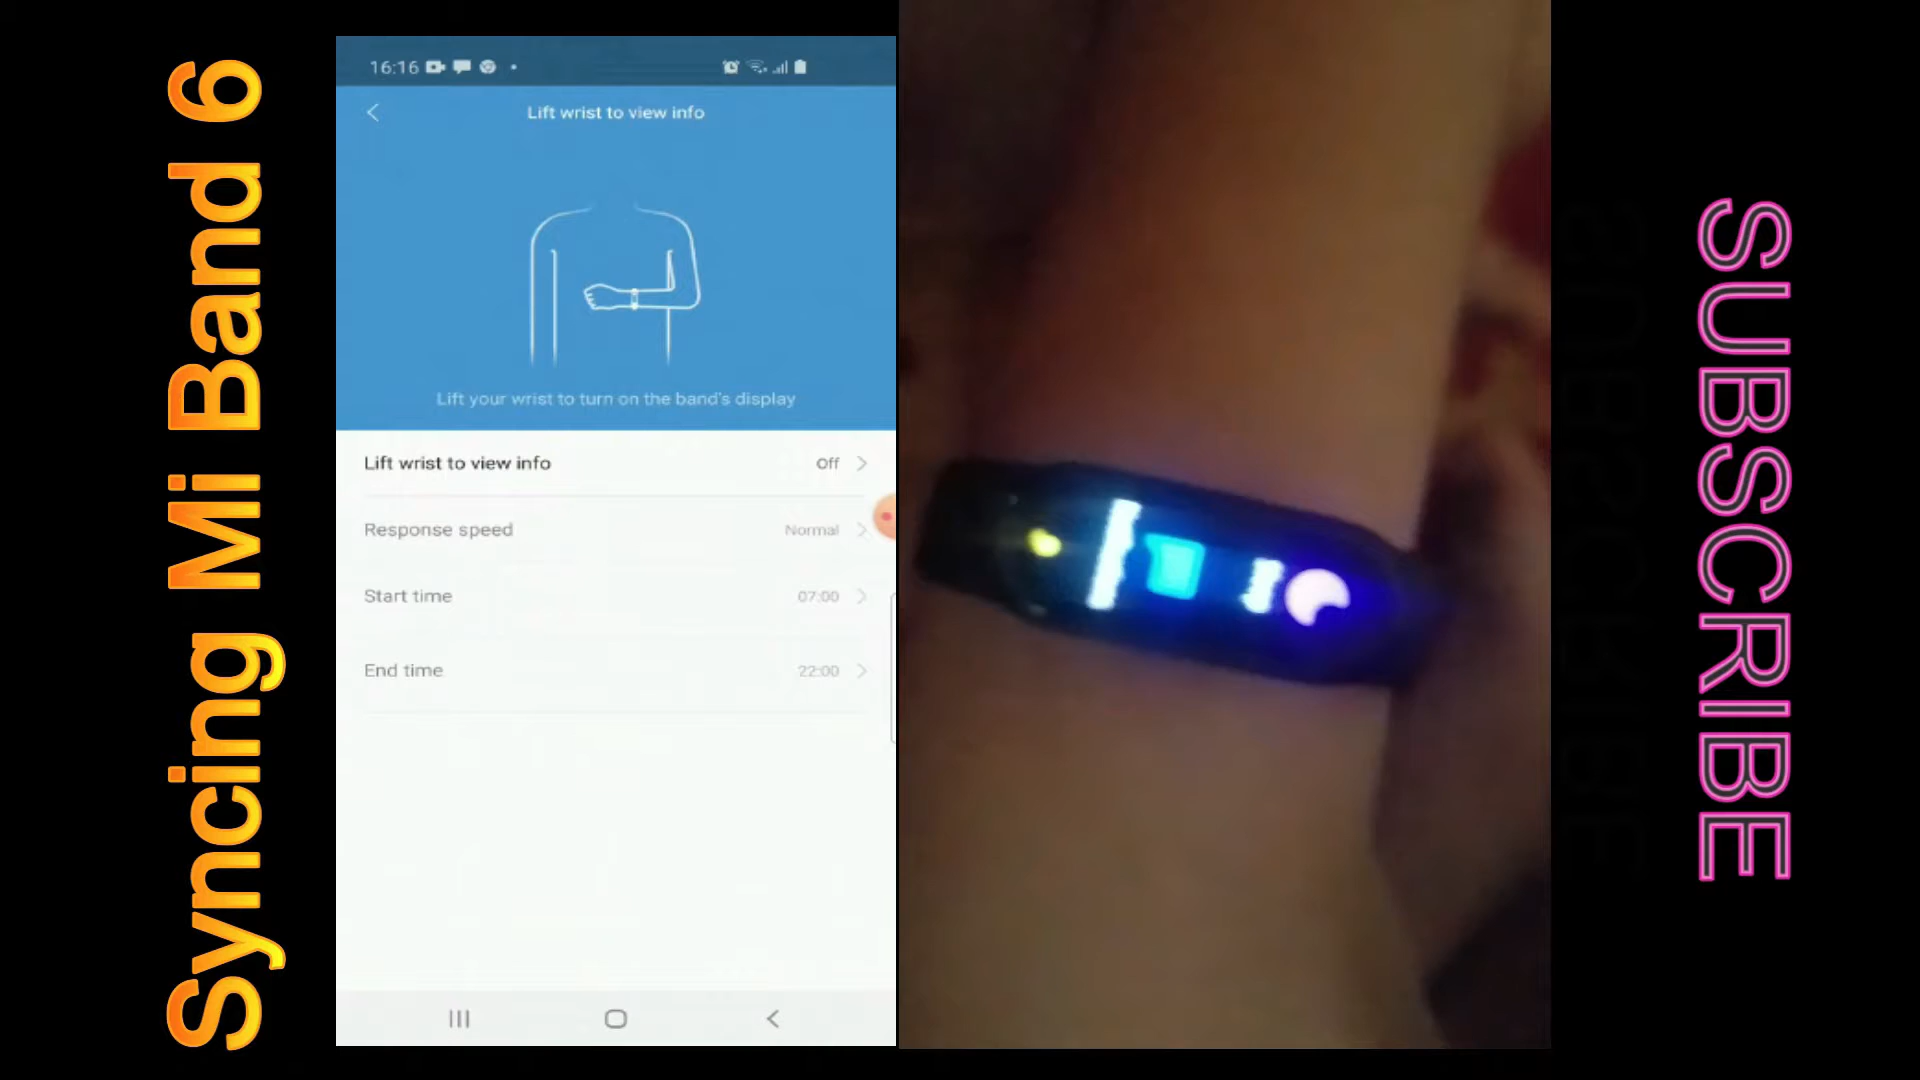 Syncing Mi Band 6
16:16
Lift wrist to view info
Lift your wrist to turn on the band's display
Lift wrist to view info Off
Response speed Normal
Start time 07:00
End time 22:00
SUBSCRIBE